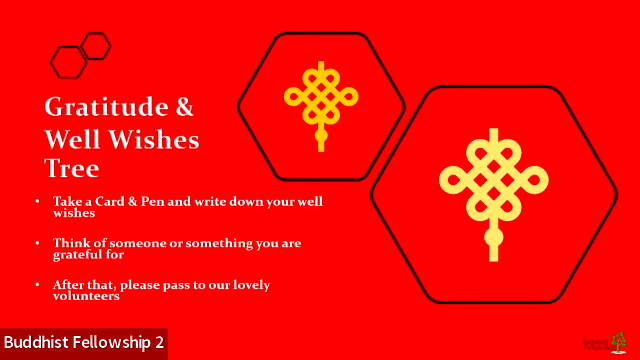 Gratitude &
Well Wishes
Tree
• Take a Card & Pen and write down your well
wishes
• Think of someone or something you are
grateful for
• After that, please pass to our lovely
volunteers
Buddhist Fellowship 2